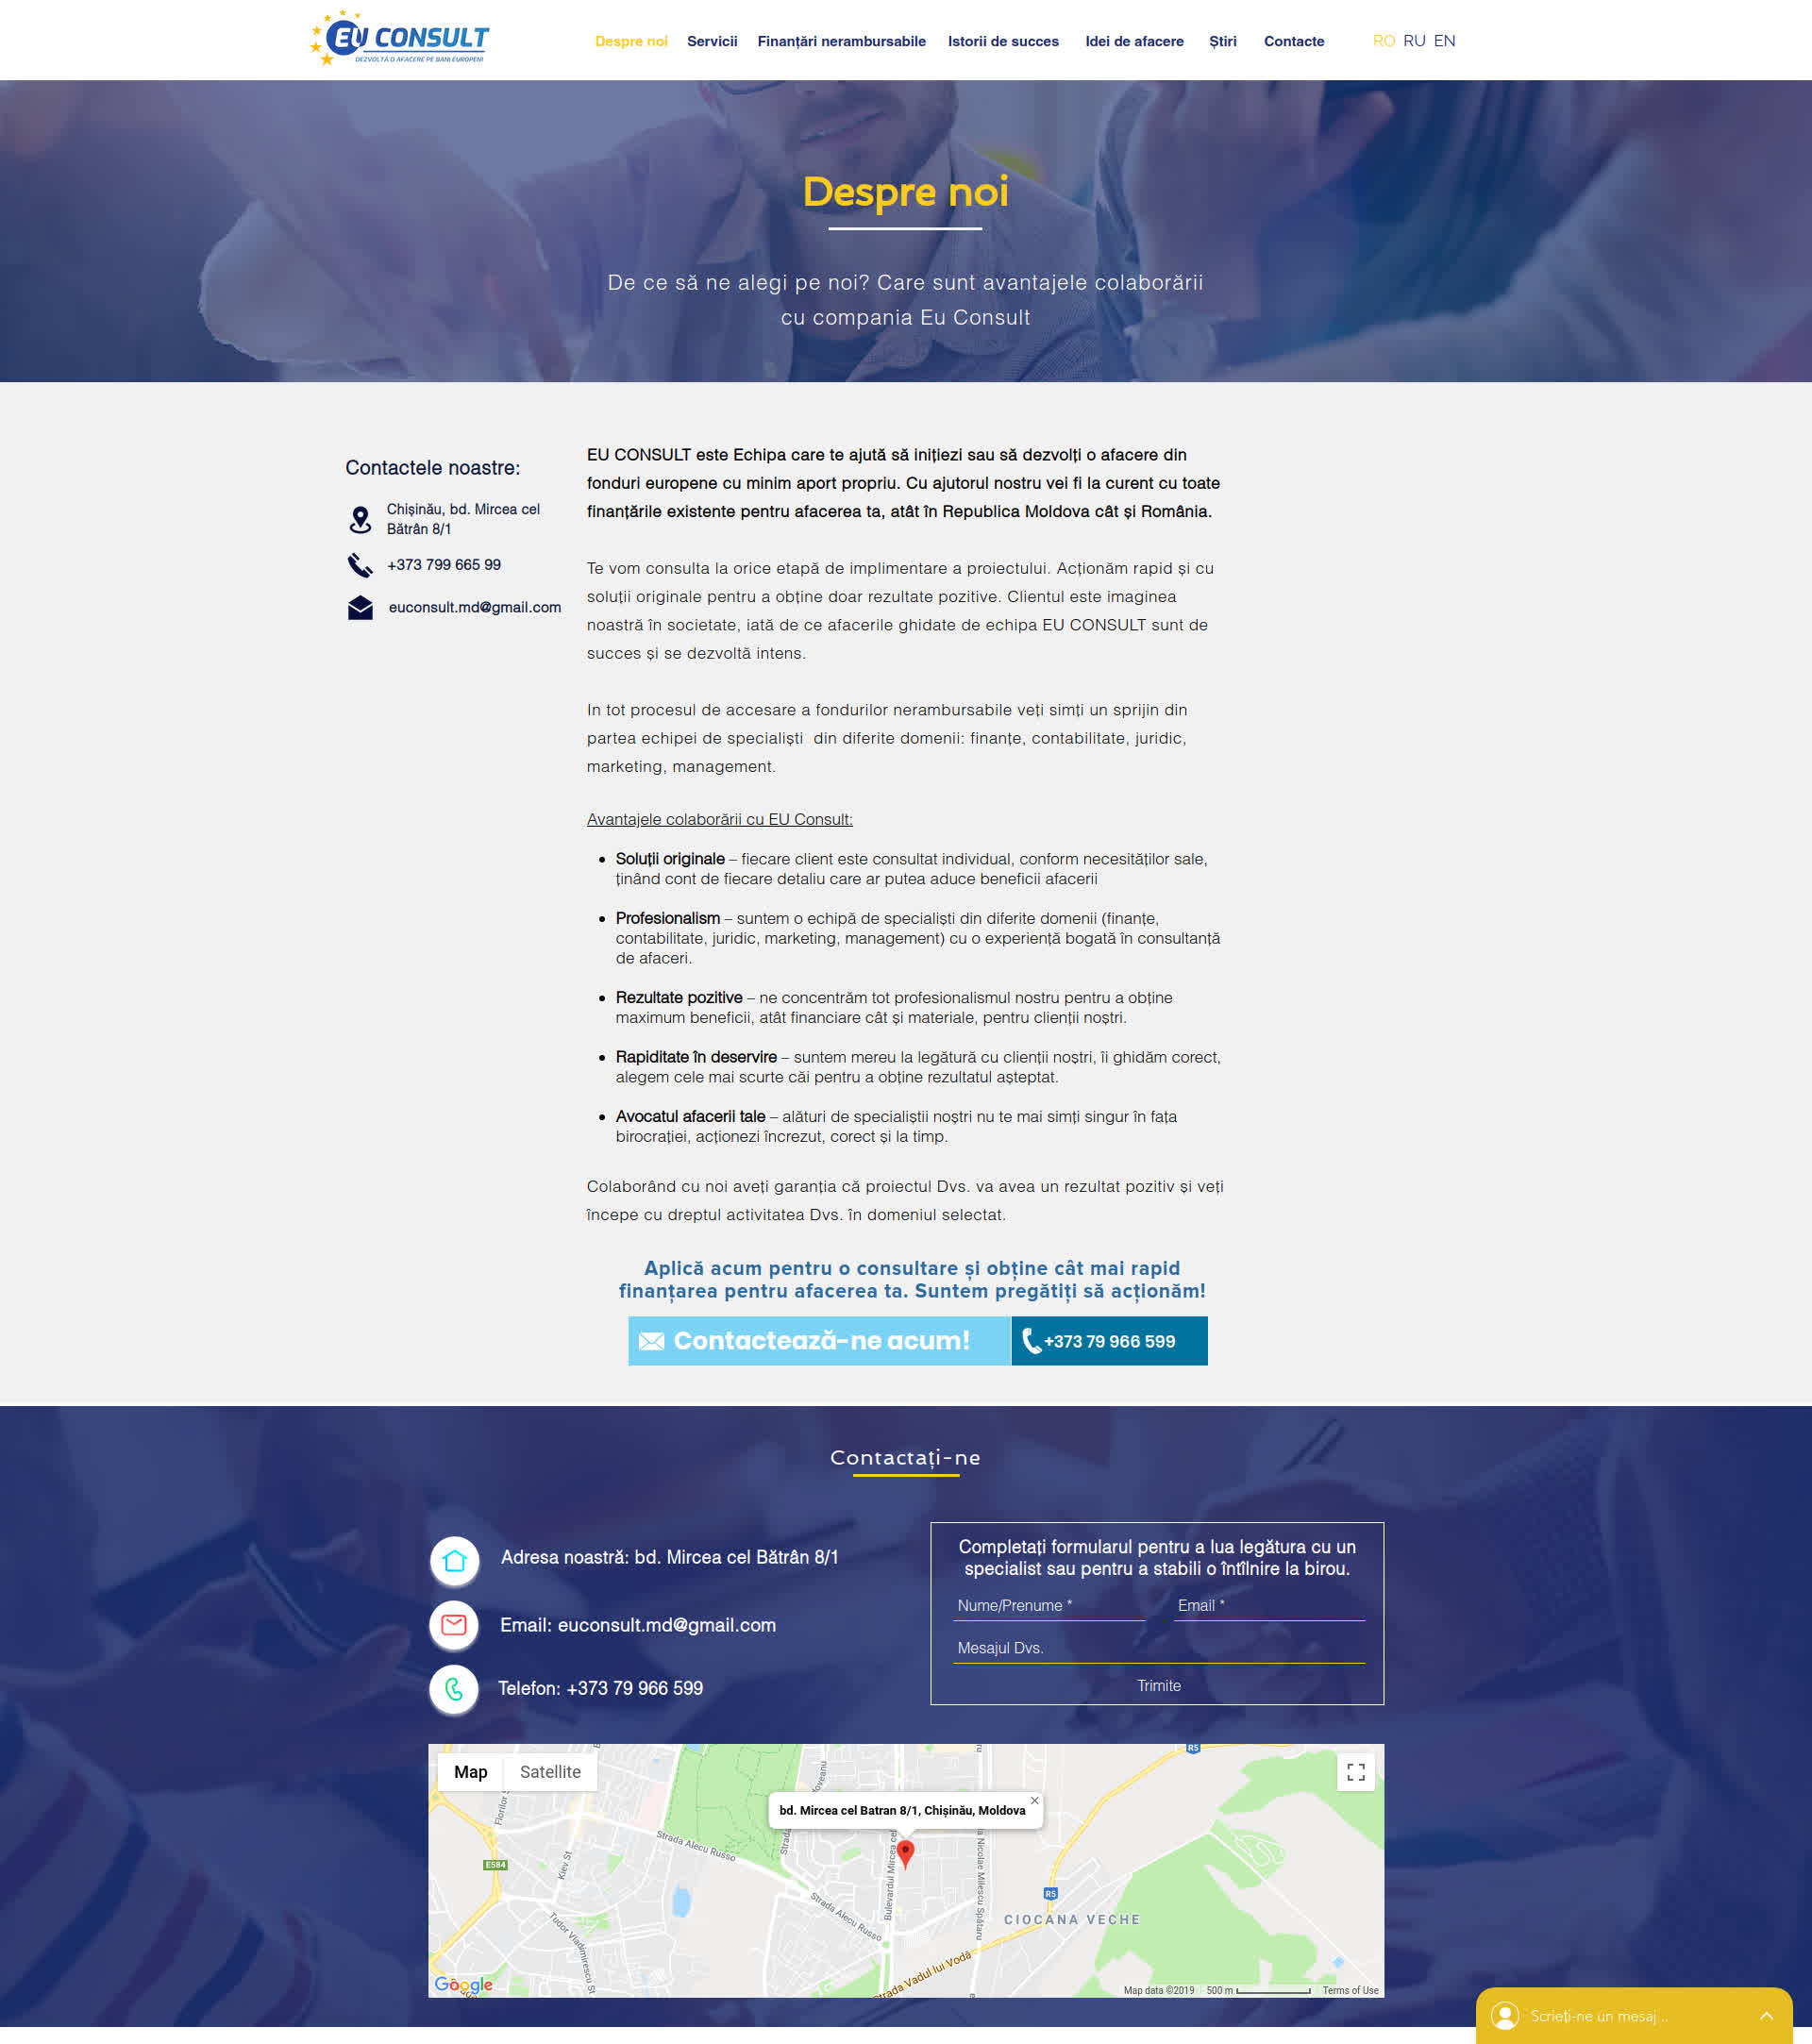 EU CONSULT
DEZVOLTĂ O AFACERE PE BANI EUROPENI
Despre noi
Servicii
Finanțări nerambursabile
Istorii de succes
Idei de afacere
Știri
Contacte
RO RU EN
Despre noi
De ce să ne alegi pe noi? Care sunt avantajele colaborării
cu compania Eu Consult
Contactele noastre:
Chișinău, bd. Mircea cel
Bătrân 8/1
+373 799 665 99
euconsult.md@gmail.com
EU CONSULT este Echipa care te ajută să inițiezi sau să dezvolți o afacere din
fonduri europene cu minim aport propriu. Cu ajutorul nostru vei fi la curent cu toate
finanțările existente pentru afacerea ta, atât în Republica Moldova cât și România.
Te vom consulta la orice etapă de implimentare a proiectului. Acționăm rapid și cu
soluții originale pentru a obține doar rezultate pozitive. Clientul este imaginea
noastră în societate, iată de ce afacerile ghidate de echipa EU CONSULT sunt de
succes și se dezvoltă intens.
In tot procesul de accesare a fondurilor nerambursabile veți simți un sprijin din
partea echipei de specialiști  din diferite domenii: finanțe, contabilitate, juridic,
marketing, management.
Avantajele colaborării cu EU Consult:
• Soluții originale – fiecare client este consultat individual, conform necesităților sale,
ținând cont de fiecare detaliu care ar putea aduce beneficii afacerii
• Profesionalism – suntem o echipă de specialiști din diferite domenii (finanțe,
contabilitate, juridic, marketing, management) cu o experiență bogată în consultanță
de afaceri.
• Rezultate pozitive – ne concentrăm tot profesionalismul nostru pentru a obține
maximum beneficii, atât financiare cât și materiale, pentru clienții noștri.
• Rapiditate în deservire – suntem mereu la legătură cu clienții noștri, îi ghidăm corect,
alegem cele mai scurte căi pentru a obține rezultatul așteptat.
• Avocatul afacerii tale – alături de specialiștii noștri nu te mai simți singur în fața
birocrației, acționezi încrezut, corect și la timp.
Colaborând cu noi aveți garanția că proiectul Dvs. va avea un rezultat pozitiv și veți
începe cu dreptul activitatea Dvs. în domeniul selectat.
Aplică acum pentru o consultare și obține cât mai rapid
finanțarea pentru afacerea ta. Suntem pregătiți să acționăm!
Contactează-ne acum!
+373 79 966 599
Contactați-ne
Adresa noastră: bd. Mircea cel Bătrân 8/1
Email: euconsult.md@gmail.com
Telefon: +373 79 966 599
Completați formularul pentru a lua legătura cu un
specialist sau pentru a stabili o întîlnire la birou.
Nume/Prenume *
Email *
Mesajul Dvs.
Trimite
Map
Satellite
bd. Mircea cel Batran 8/1, Chișinău, Moldova
R5
Florilor S
Strada Alecu Russo
E584
Kiev St
Bulevardul Mircea cel
Nicolae Milescu Spătaru
R5
Strada Alecu Russo
CIOCANA VECHE
Tudor Vladimirescu St
Strada Vadul lui Vodă
Google
Map data ©2019
500 m
Terms of Use
Scrieți-ne un mesaj...